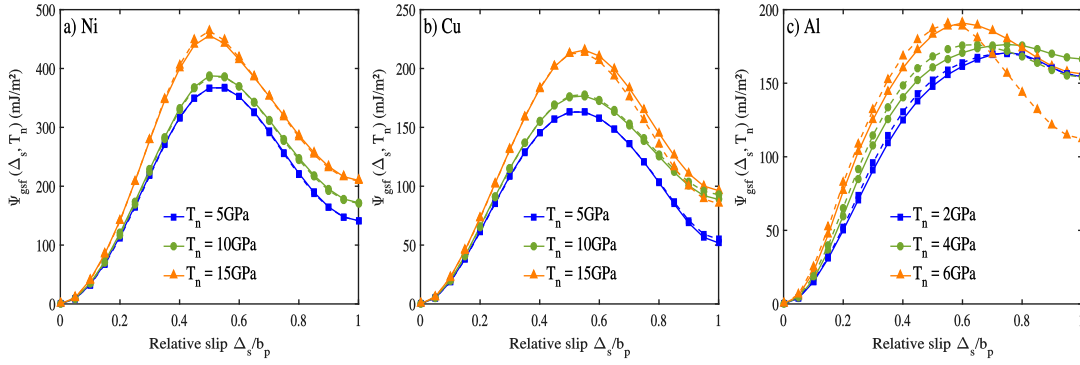 a) Ni
Ψgsf (Δs, Tn) (mJ/m²)
500
400
300
200
100
0
Tn = 5GPa
Tn = 10GPa
Tn = 15GPa
0 0.2 0.4 0.6 0.8 1
Relative slip Δs/bp
b) Cu
Ψgsf (Δs, Tn) (mJ/m²)
250
200
150
100
50
0
Tn = 5GPa
Tn = 10GPa
Tn = 15GPa
0 0.2 0.4 0.6 0.8 1
Relative slip Δs/bp
c) Al
Ψgsf (Δs, Tn) (mJ/m²)
200
150
100
50
0
Tn = 2GPa
Tn = 4GPa
Tn = 6GPa
0 0.2 0.4 0.6 0.8 1
Relative slip Δs/bp